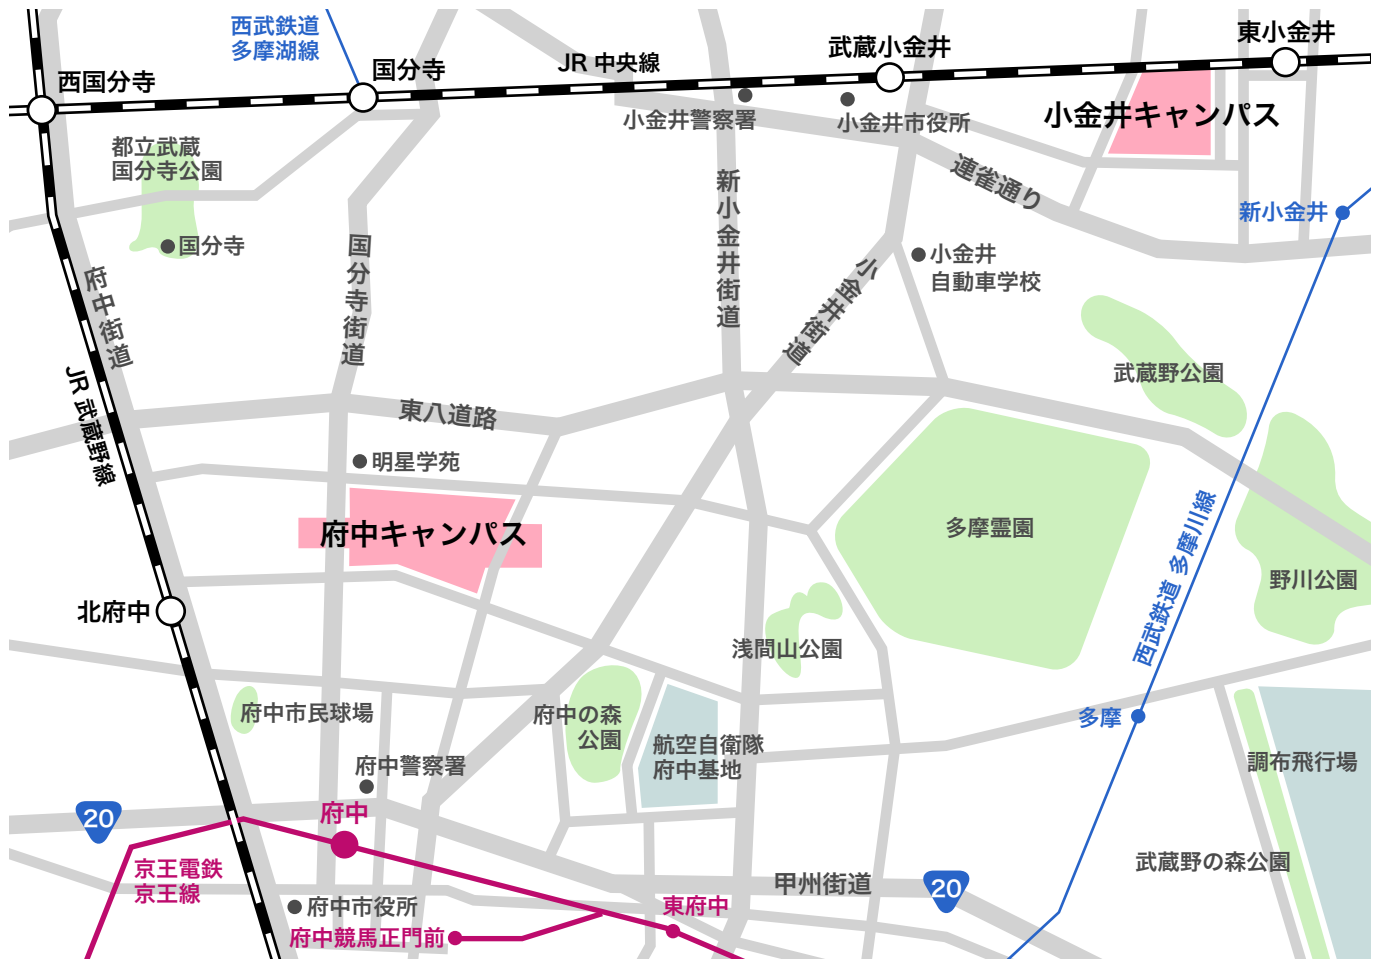 西武鉄道
多摩湖線
西国分寺
国分寺
JR 中央線
武蔵小金井
東小金井
小金井警察署
小金井市役所
小金井キャンパス
都立武蔵
国分寺公園
国分寺
連雀通り
新小金井
新小金井街道
国分寺街道
府中街道
小金井街道
小金井
自動車学校
武蔵野公園
JR 武蔵野線
東八道路
明星学苑
府中キャンパス
多摩霊園
西武鉄道 多摩川線
野川公園
北府中
浅間山公園
府中市民球場
府中の森
公園
航空自衛隊
府中基地
多摩
調布飛行場
府中警察署
府中
20
京王電鉄
京王線
武蔵野の森公園
甲州街道
20
府中市役所
東府中
府中競馬正門前